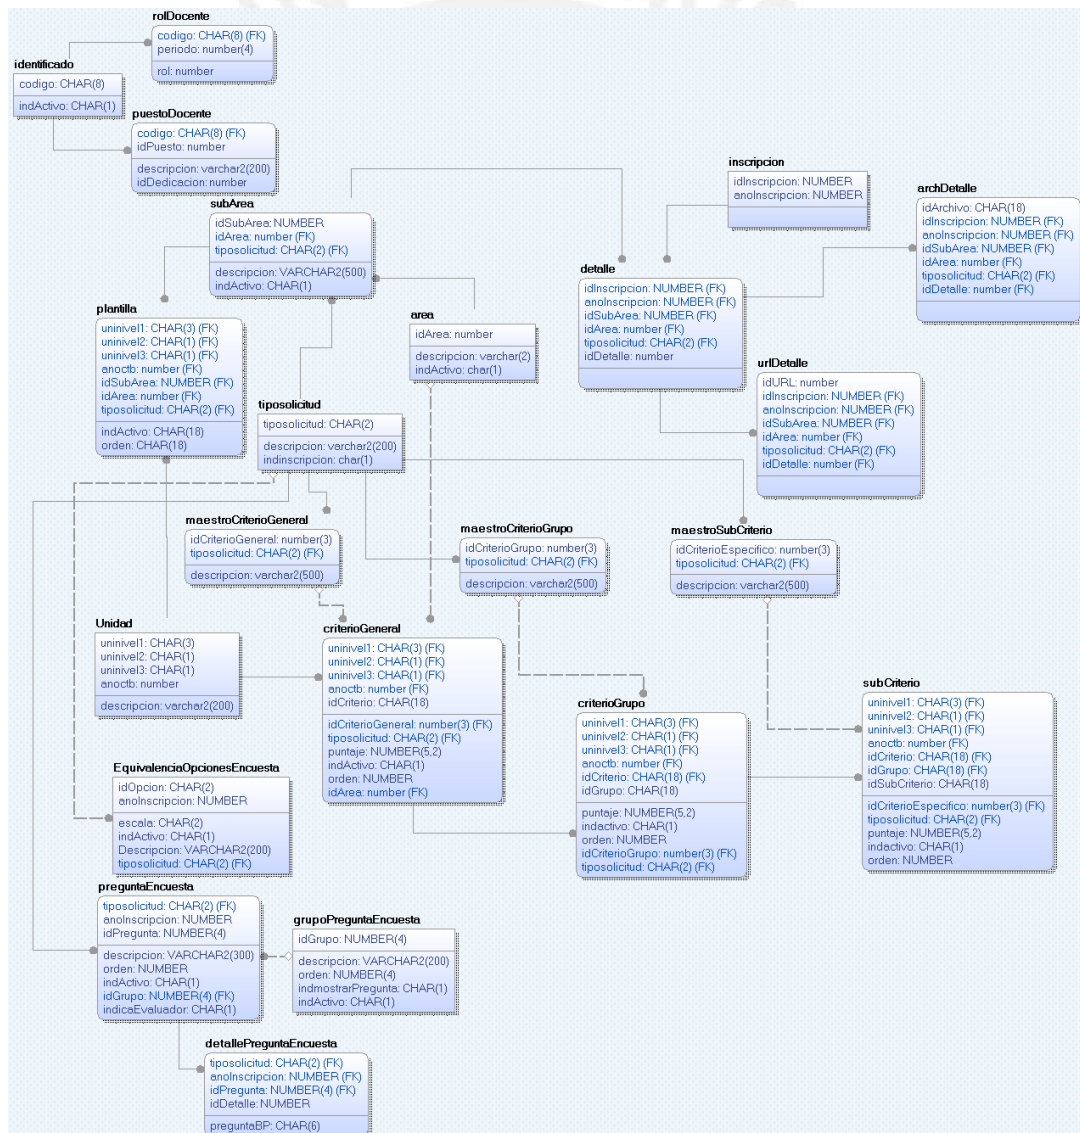 rolDocente
codigo: CHAR(8) (FK)
periodo: number(4)
rol: number
identificado
codigo: CHAR(8)
indActivo: CHAR(1)
puestoDocente
codigo: CHAR(8) (FK)
idPuesto: number
descripcion: varchar2(200)
idDedicacion: number
subArea
idSubArea: NUMBER
idArea: number (FK)
tiposolicitud: CHAR(2) (FK)
descripcion: VARCHAR2(500)
indActivo: CHAR(1)
inscripcion
idInscripcion: NUMBER
anoInscripcion: NUMBER
archDetalle
idArchivo: CHAR(18)
idInscripcion: NUMBER (FK)
anoInscripcion: NUMBER (FK)
idSubArea: NUMBER (FK)
idArea: number (FK)
tiposolicitud: CHAR(2) (FK)
idDetalle: number (FK)
detalle
idInscripcion: NUMBER (FK)
anoInscripcion: NUMBER (FK)
idSubArea: NUMBER (FK)
idArea: number (FK)
tiposolicitud: CHAR(2) (FK)
idDetalle: number
plantilla
uninivel1: CHAR(3) (FK)
uninivel2: CHAR(1) (FK)
uninivel3: CHAR(1) (FK)
anoctb: number (FK)
idSubArea: NUMBER (FK)
idArea: number (FK)
tiposolicitud: CHAR(2) (FK)
indActivo: CHAR(18)
orden: CHAR(18)
area
idArea: number
descripcion: varchar(2)
indActivo: char(1)
urlDetalle
idURL: number
idInscripcion: NUMBER (FK)
anoInscripcion: NUMBER (FK)
idSubArea: NUMBER (FK)
idArea: number (FK)
tiposolicitud: CHAR(2) (FK)
idDetalle: number (FK)
tiposolicitud
tiposolicitud: CHAR(2)
descripcion: varchar2(200)
indinscripcion: char(1)
maestroCriterioGeneral
idCriterioGeneral: number(3)
tiposolicitud: CHAR(2) (FK)
descripcion: varchar2(500)
maestroCriterioGrupo
idCriterioGrupo: number(3)
tiposolicitud: CHAR(2) (FK)
descripcion: varchar2(500)
maestroSubCriterio
idCriterioEspecifico: number(3)
tiposolicitud: CHAR(2) (FK)
descripcion: varchar2(500)
Unidad
uninivel1: CHAR(3)
uninivel2: CHAR(1)
uninivel3: CHAR(1)
anoctb: number
descripcion: varchar2(200)
criterioGeneral
uninivel1: CHAR(3) (FK)
uninivel2: CHAR(1) (FK)
uninivel3: CHAR(1) (FK)
anoctb: number (FK)
idCriterio: CHAR(18)
idCriterioGeneral: number(3) (FK)
tiposolicitud: CHAR(2) (FK)
puntaje: NUMBER(5,2)
indActivo: CHAR(1)
orden: NUMBER
idArea: number (FK)
criterioGrupo
uninivel1: CHAR(3) (FK)
uninivel2: CHAR(1) (FK)
uninivel3: CHAR(1) (FK)
anoctb: number (FK)
idCriterio: CHAR(18) (FK)
idGrupo: CHAR(18)
puntaje: NUMBER(5,2)
indactivo: CHAR(1)
orden: NUMBER
idCriterioGrupo: number(3) (FK)
tiposolicitud: CHAR(2) (FK)
subCriterio
uninivel1: CHAR(3) (FK)
uninivel2: CHAR(1) (FK)
uninivel3: CHAR(1) (FK)
anoctb: number (FK)
idCriterio: CHAR(18) (FK)
idGrupo: CHAR(18) (FK)
idSubCriterio: CHAR(18)
idCriterioEspecifico: number(3) (FK)
tiposolicitud: CHAR(2) (FK)
puntaje: NUMBER(5,2)
indactivo: CHAR(1)
orden: NUMBER
EquivalenciaOpcionesEncuesta
idOpcion: CHAR(2)
anoInscripcion: NUMBER
escala: CHAR(2)
indActivo: CHAR(1)
Descripcion: VARCHAR2(200)
tiposolicitud: CHAR(2) (FK)
preguntaEncuesta
tiposolicitud: CHAR(2) (FK)
anoInscripcion: NUMBER
idPregunta: NUMBER(4)
descripcion: VARCHAR2(300)
orden: NUMBER
indActivo: CHAR(1)
idGrupo: NUMBER(4) (FK)
indicaEvaluador: CHAR(1)
grupoPreguntaEncuesta
idGrupo: NUMBER(4)
descripcion: VARCHAR2(200)
orden: NUMBER(4)
indmostrarPregunta: CHAR(1)
indActivo: CHAR(1)
detallePreguntaEncuesta
tiposolicitud: CHAR(2) (FK)
anoInscripcion: NUMBER (FK)
idPregunta: NUMBER(4) (FK)
idDetalle: NUMBER
preguntaBP: CHAR(6)